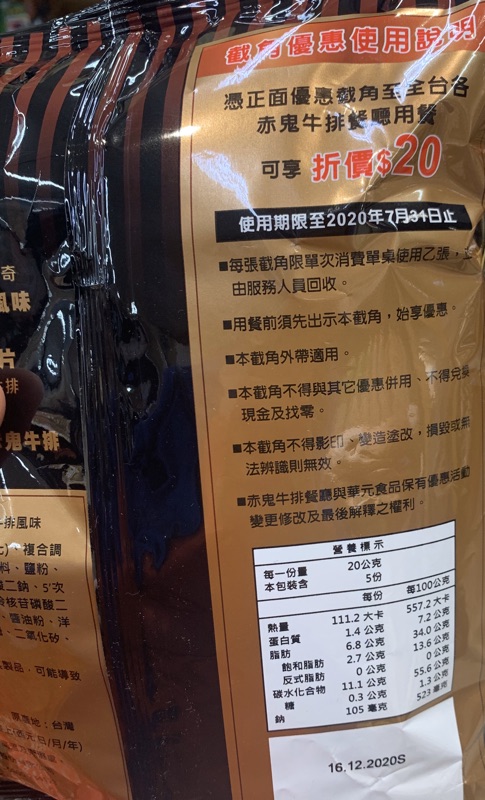 截角優惠使用說明
憑正面優惠截角至全台各
赤鬼牛排餐廳用餐
可享 折價$20
使用期限至2020年7月31日止
■每張截角限單次消費單桌使用乙張,
由服務人員回收。
■用餐前須先出示本截角,始享優惠。
■本截角外帶適用。
■本截角不得與其它優惠併用、不得兌換
現金及找零。
■本截角不得影印、變造塗改,損毀或無
法辨識則無效。
■赤鬼牛排餐廳與華元食品保有優惠活動
變更修改及最後解釋之權利。
營養標示
每一份量 20公克
本包裝含 5份
每份 每100公克
熱量 111.2 大卡 557.2 大卡
蛋白質 1.4 公克 7.2 公克
脂肪 6.8 公克 34.0 公克
飽和脂肪 2.7 公克 13.6 公克
反式脂肪 0 公克 0 公克
碳水化合物 11.1 公克 55.6 公克
糖 0.3 公克 1.3 公克
鈉 105 毫克 523 毫克
16.12.2020S
奇
風味
片
排
鬼牛排
牛排風味
、複合調
料、鹽粉、
酸二鈉、5'次
核苷磷酸二
、醬油粉、洋
、二氧化矽、
製品,可能導致
原產地:台灣
元日/月/年)